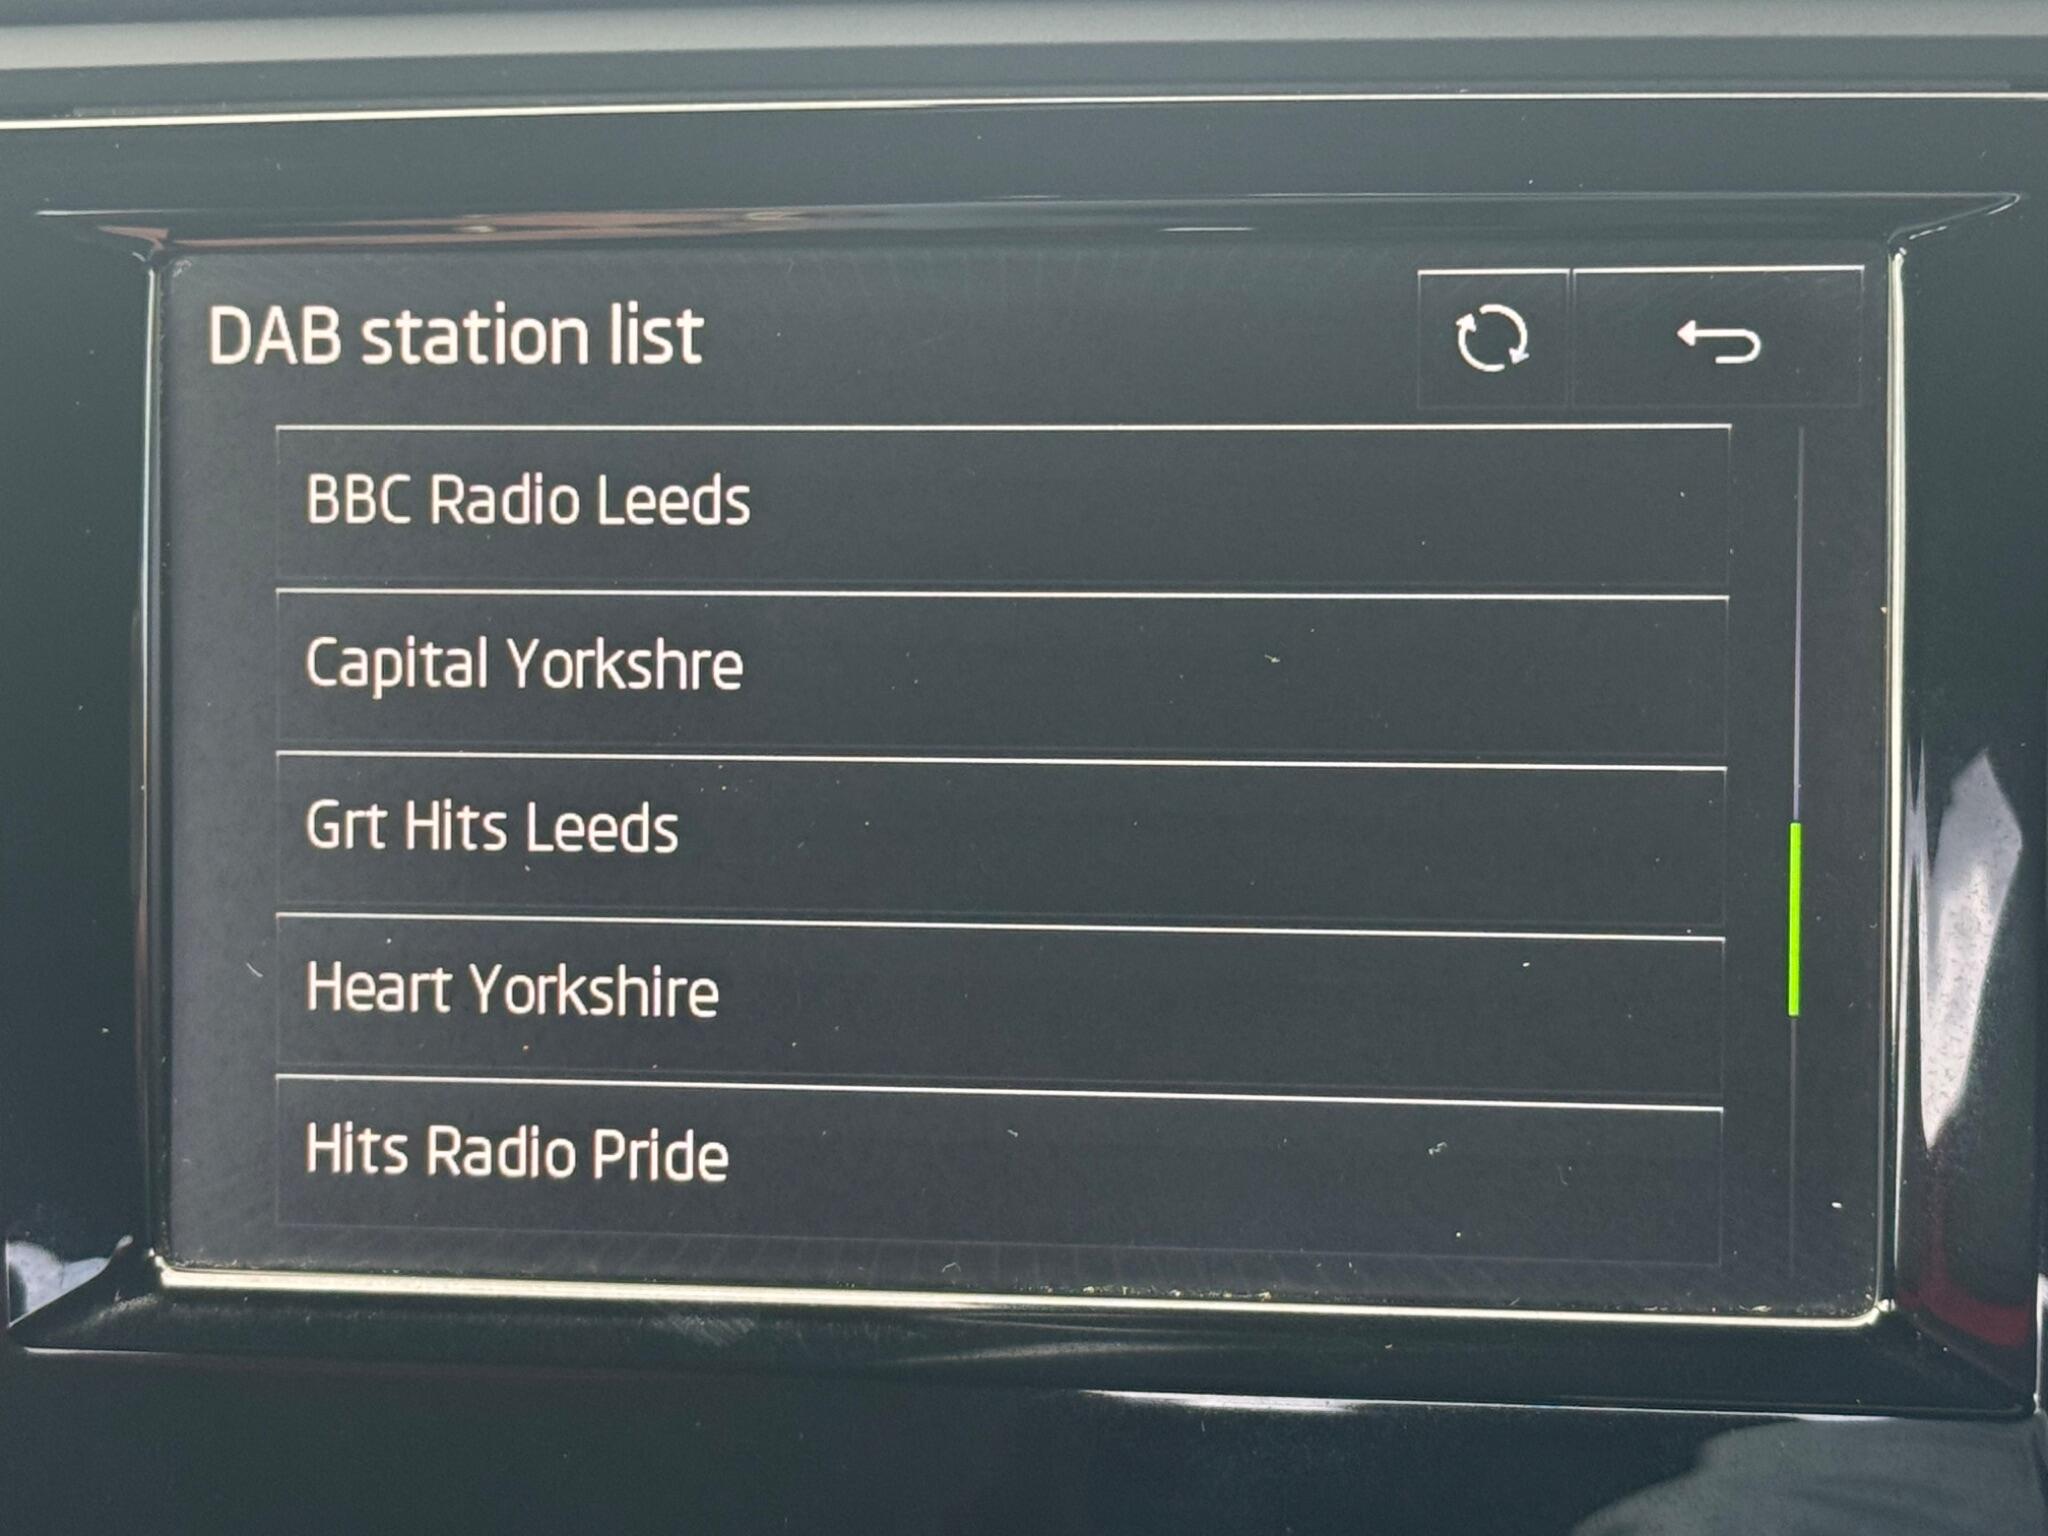 DAB station list
BBC Radio Leeds
Capital Yorkshre
Grt Hits Leeds
Heart Yorkshire
Hits Radio Pride